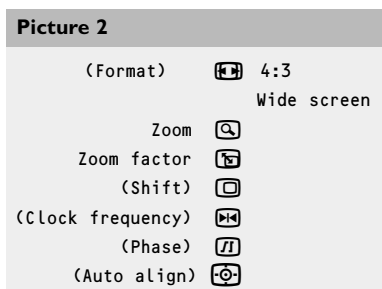 Picture 2
(Format) 4:3
Wide screen
Zoom
Zoom factor
(Shift)
(Clock frequency)
(Phase)
(Auto align)